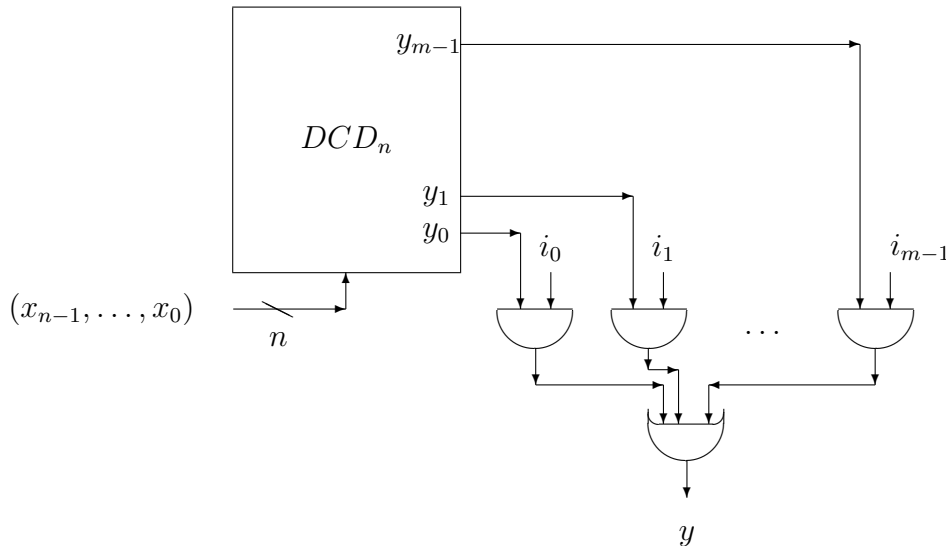 y_{m-1}
DCD_n
y_1
y_0
i_0 i_1 i_{m-1}
(x_{n-1}, . . . , x_0)
n
. . .
y